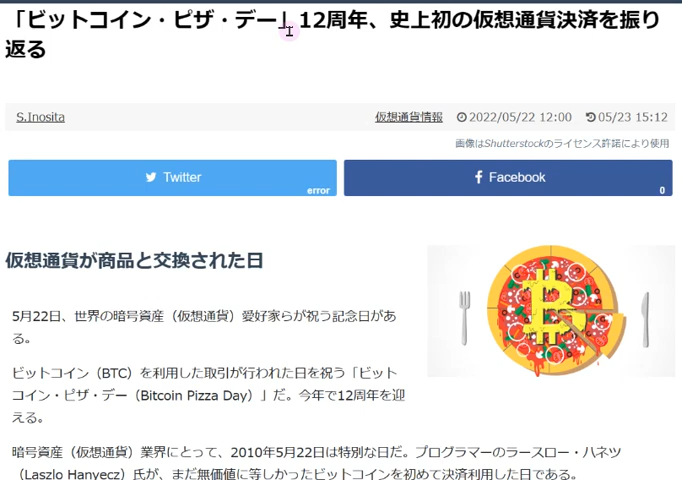 「ビットコイン・ピザ・デー」12周年、史上初の仮想通貨決済を振り
返る
S.Inosita
仮想通貨情報 2022/05/22 12:00 05/23 15:12
画像はShutterstockのライセンス許諾により使用
Twitter
error
Facebook
0
仮想通貨が商品と交換された日
5月22日、世界の暗号資産（仮想通貨）愛好家らが祝う記念日があ
る。
ビットコイン（BTC）を利用した取引が行われた日を祝う「ビット
コイン・ピザ・デー（Bitcoin Pizza Day）」だ。今年で12周年を迎
える。
暗号資産（仮想通貨）業界にとって、2010年5月22日は特別な日だ。プログラマーのラースロー・ハネツ
（Laszlo Hanyecz）氏が、まだ無価値に等しかったビットコインを初めて決済利用した日である。